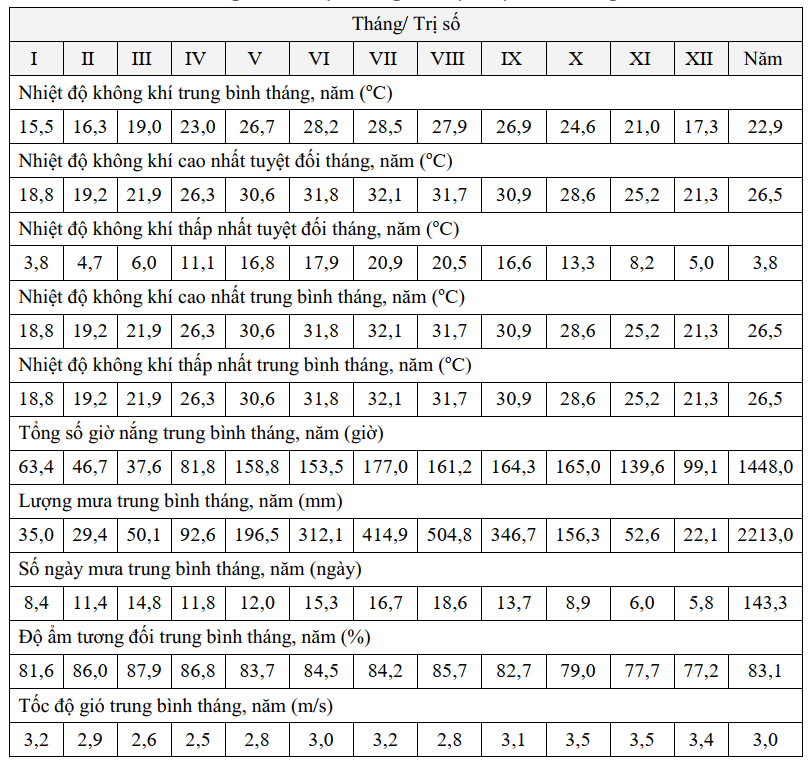 Tháng/ Trị số
I II III IV V VI VII VIII IX X XI XII Năm
Nhiệt độ không khí trung bình tháng, năm (°C)
15,5 16,3 19,0 23,0 26,7 28,2 28,5 27,9 26,9 24,6 21,0 17,3 22,9
Nhiệt độ không khí cao nhất tuyệt đối tháng, năm (°C)
18,8 19,2 21,9 26,3 30,6 31,8 32,1 31,7 30,9 28,6 25,2 21,3 26,5
Nhiệt độ không khí thấp nhất tuyệt đối tháng, năm (°C)
3,8 4,7 6,0 11,1 16,8 17,9 20,9 20,5 16,6 13,3 8,2 5,0 3,8
Nhiệt độ không khí cao nhất trung bình tháng, năm (°C)
18,8 19,2 21,9 26,3 30,6 31,8 32,1 31,7 30,9 28,6 25,2 21,3 26,5
Nhiệt độ không khí thấp nhất trung bình tháng, năm (°C)
18,8 19,2 21,9 26,3 30,6 31,8 32,1 31,7 30,9 28,6 25,2 21,3 26,5
Tổng số giờ nắng trung bình tháng, năm (giờ)
63,4 46,7 37,6 81,8 158,8 153,5 177,0 161,2 164,3 165,0 139,6 99,1 1448,0
Lượng mưa trung bình tháng, năm (mm)
35,0 29,4 50,1 92,6 196,5 312,1 414,9 504,8 346,7 156,3 52,6 22,1 2213,0
Số ngày mưa trung bình tháng, năm (ngày)
8,4 11,4 14,8 11,8 12,0 15,3 16,7 18,6 13,7 8,9 6,0 5,8 143,3
Độ ẩm tương đối trung bình tháng, năm (%)
81,6 86,0 87,9 86,8 83,7 84,5 84,2 85,7 82,7 79,0 77,7 77,2 83,1
Tốc độ gió trung bình tháng, năm (m/s)
3,2 2,9 2,6 2,5 2,8 3,0 3,2 2,8 3,1 3,5 3,5 3,4 3,0